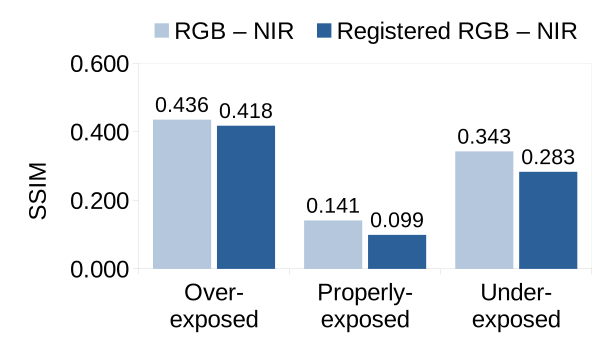 RGB – NIR Registered RGB – NIR
0.600
0.400
0.200
0.000
SSIM
0.436 0.418
0.141 0.099
0.343 0.283
Over-
exposed
Properly-
exposed
Under-
exposed